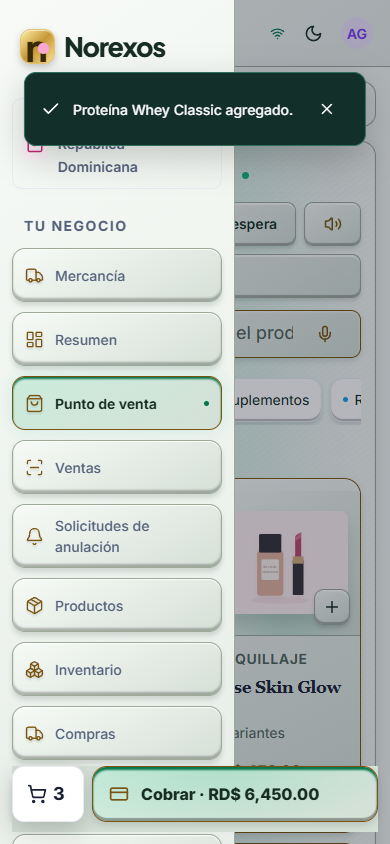 Norexos
AG
Proteína Whey Classic agregado.
República
Dominicana
TU NEGOCIO
espera
Mercancía
Resumen
el prod
Punto de venta
uplementos
R
Ventas
Solicitudes de
anulación
Productos
QUILLAJE
Inventario
se Skin Glow
Compras
ariantes
3
Cobrar · RD$ 6,450.00